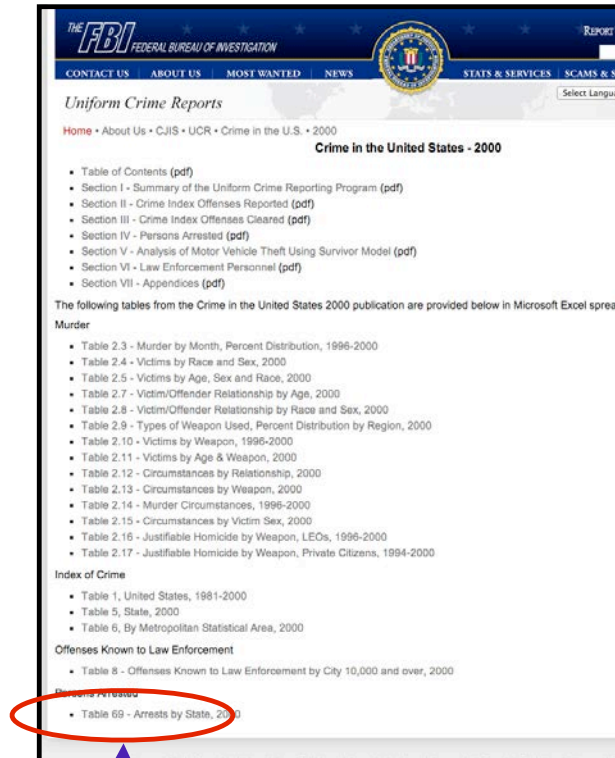 THE FBI FEDERAL BUREAU OF INVESTIGATION
REPORT
CONTACT US ABOUT US MOST WANTED NEWS STATS & SERVICES SCAMS & S
Uniform Crime Reports
Select Langua
Home • About Us • CJIS • UCR • Crime in the U.S. • 2000
Crime in the United States - 2000
▪ Table of Contents (pdf)
▪ Section I - Summary of the Uniform Crime Reporting Program (pdf)
▪ Section II - Crime Index Offenses Reported (pdf)
▪ Section III - Crime Index Offenses Cleared (pdf)
▪ Section IV - Persons Arrested (pdf)
▪ Section V - Analysis of Motor Vehicle Theft Using Survivor Model (pdf)
▪ Section VI - Law Enforcement Personnel (pdf)
▪ Section VII - Appendices (pdf)
The following tables from the Crime in the United States 2000 publication are provided below in Microsoft Excel sprea
Murder
▪ Table 2.3 - Murder by Month, Percent Distribution, 1996-2000
▪ Table 2.4 - Victims by Race and Sex, 2000
▪ Table 2.5 - Victims by Age, Sex and Race, 2000
▪ Table 2.7 - Victim/Offender Relationship by Age, 2000
▪ Table 2.8 - Victim/Offender Relationship by Race and Sex, 2000
▪ Table 2.9 - Types of Weapon Used, Percent Distribution by Region, 2000
▪ Table 2.10 - Victims by Weapon, 1996-2000
▪ Table 2.11 - Victims by Age & Weapon, 2000
▪ Table 2.12 - Circumstances by Relationship, 2000
▪ Table 2.13 - Circumstances by Weapon, 2000
▪ Table 2.14 - Murder Circumstances, 1996-2000
▪ Table 2.15 - Circumstances by Victim Sex, 2000
▪ Table 2.16 - Justifiable Homicide by Weapon, LEOs, 1996-2000
▪ Table 2.17 - Justifiable Homicide by Weapon, Private Citizens, 1994-2000
Index of Crime
▪ Table 1, United States, 1981-2000
▪ Table 5, State, 2000
▪ Table 6, By Metropolitan Statistical Area, 2000
Offenses Known to Law Enforcement
▪ Table 8 - Offenses Known to Law Enforcement by City 10,000 and over, 2000
Persons Arrested
▪ Table 69 - Arrests by State, 2000